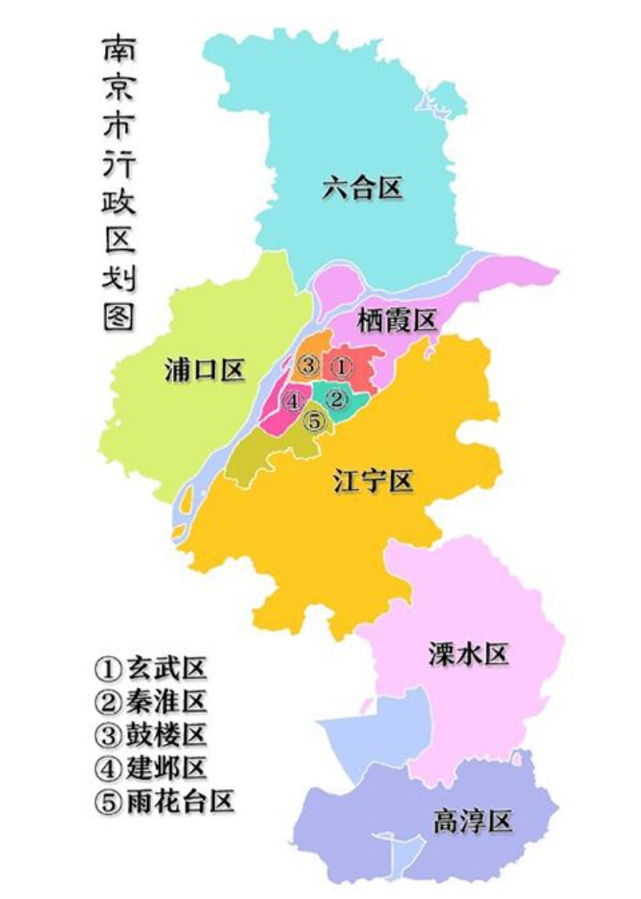 南京市行政区划图
六合区
栖霞区
浦口区
③
①
④
②
⑤
江宁区
溧水区
①玄武区
②秦淮区
③鼓楼区
④建邺区
⑤雨花台区
高淳区